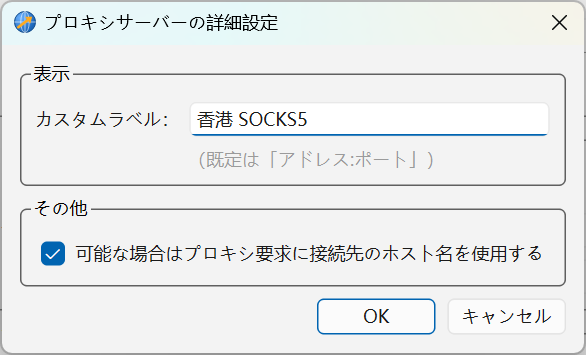 プロキシサーバーの詳細設定
表示
カスタムラベル: 香港 SOCKS5
(既定は「アドレス:ポート」)
その他
可能な場合はプロキシ要求に接続先のホスト名を使用する
OK キャンセル